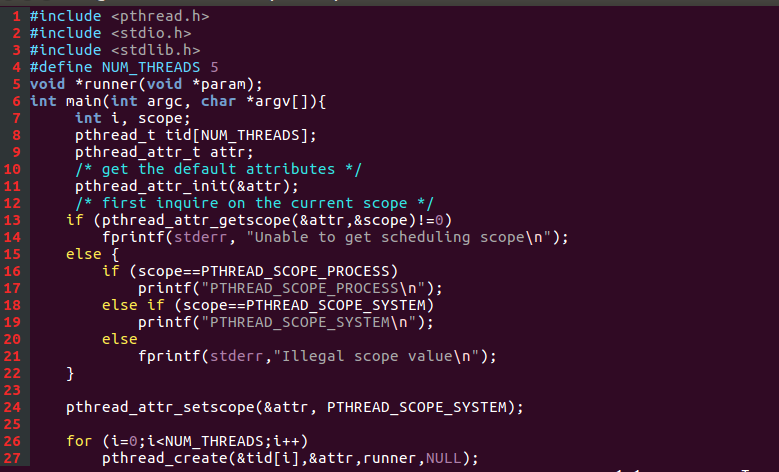 1 #include <pthread.h>
2 #include <stdio.h>
3 #include <stdlib.h>
4 #define NUM_THREADS 5
5 void *runner(void *param);
6 int main(int argc, char *argv[]){
7      int i, scope;
8      pthread_t tid[NUM_THREADS];
9      pthread_attr_t attr;
10      /* get the default attributes */
11      pthread_attr_init(&attr);
12      /* first inquire on the current scope */
13     if (pthread_attr_getscope(&attr,&scope)!=0)
14         fprintf(stderr, "Unable to get scheduling scope\n");
15     else {
16         if (scope==PTHREAD_SCOPE_PROCESS)
17             printf("PTHREAD_SCOPE_PROCESS\n");
18         else if (scope==PTHREAD_SCOPE_SYSTEM)
19             printf("PTHREAD_SCOPE_SYSTEM\n");
20         else
21             fprintf(stderr,"Illegal scope value\n");
22     }
23
24     pthread_attr_setscope(&attr, PTHREAD_SCOPE_SYSTEM);
25
26     for (i=0;i<NUM_THREADS;i++)
27         pthread_create(&tid[i],&attr,runner,NULL);